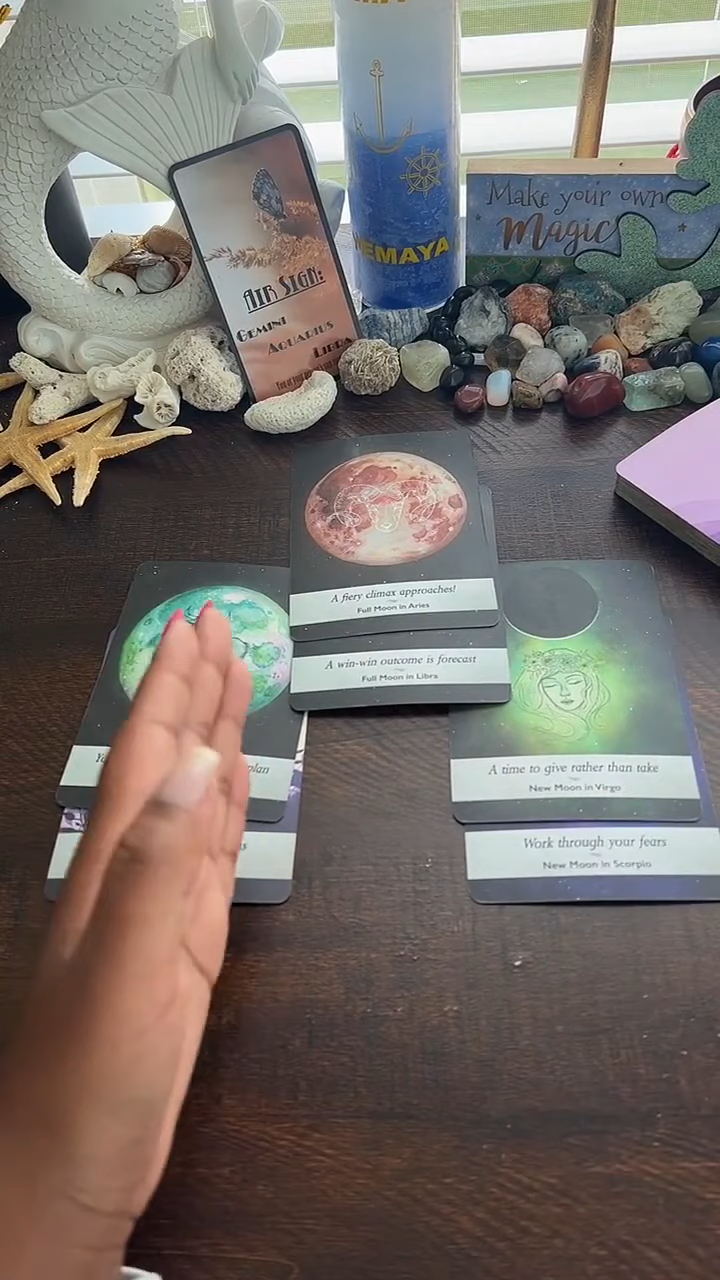 YEMAYA
Make your own
Magic
AIR SIGN:
GEMINI
AQUARIUS
LIBRA
A fiery climax approaches!
Full Moon in Aries
A win-win outcome is forecast
Full Moon in Libra
plan
A time to give rather than take
New Moon in Virgo
Work through your fears
New Moon in Scorpio